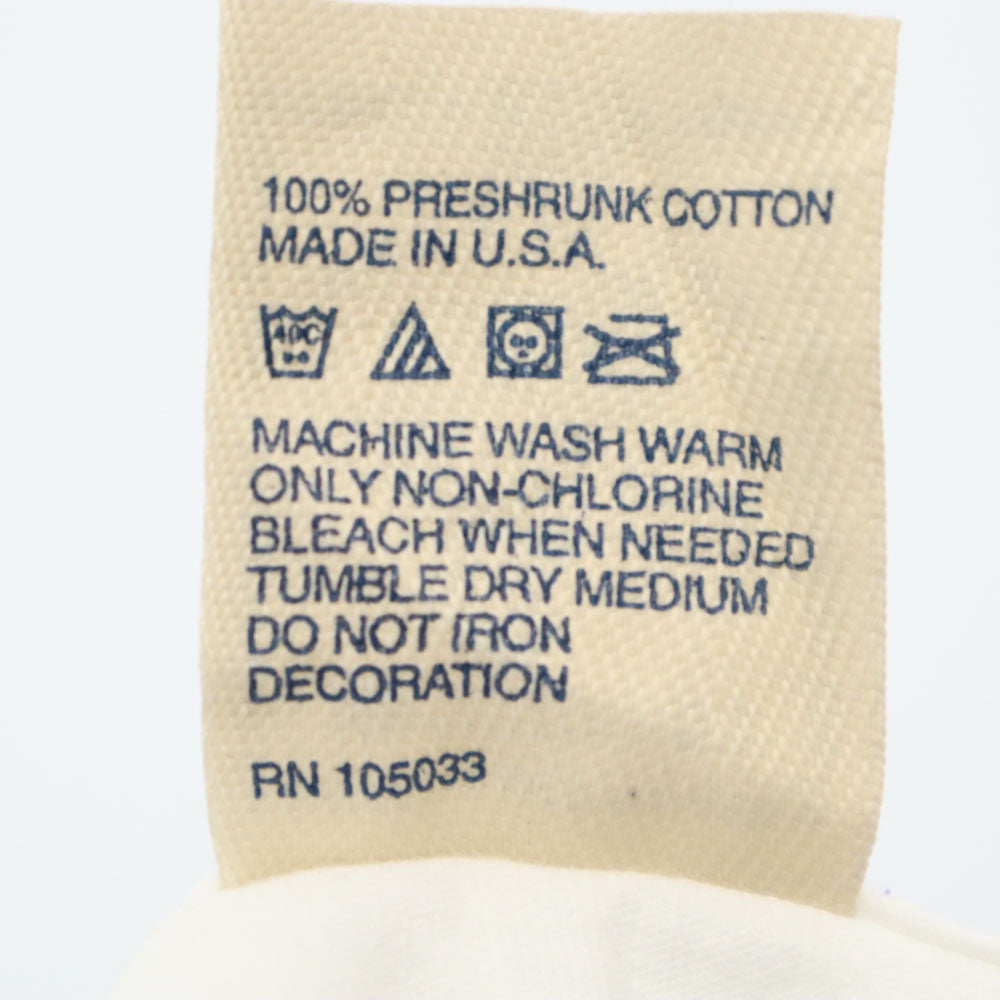 100% PRESHRUNK COTTON
MADE IN U.S.A.
40C
MACHINE WASH WARM
ONLY NON-CHLORINE
BLEACH WHEN NEEDED
TUMBLE DRY MEDIUM
DO NOT IRON
DECORATION
RN 105033